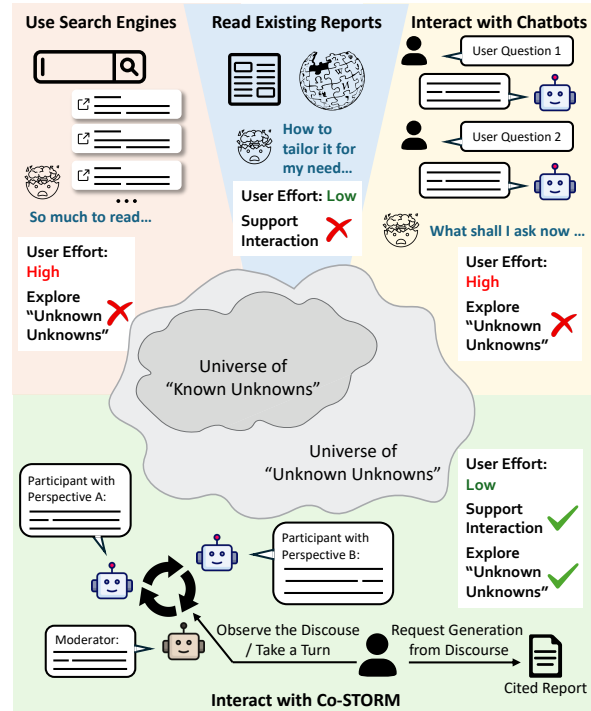 Use Search Engines
So much to read…
User Effort:
High
Explore
“Unknown
Unknowns”
Read Existing Reports
How to
tailor it for
my need…
User Effort: Low
Support
Interaction
Interact with Chatbots
User Question 1
User Question 2
What shall I ask now …
User Effort:
High
Explore
“Unknown
Unknowns”
Universe of
“Known Unknowns”
Universe of
“Unknown Unknowns”
User Effort:
Low
Support
Interaction
Explore
“Unknown
Unknowns”
Participant with
Perspective A:
Participant with
Perspective B:
Moderator:
Observe the Discourse
/ Take a Turn
Request Generation
from Discourse
Cited Report
Interact with Co-STORM